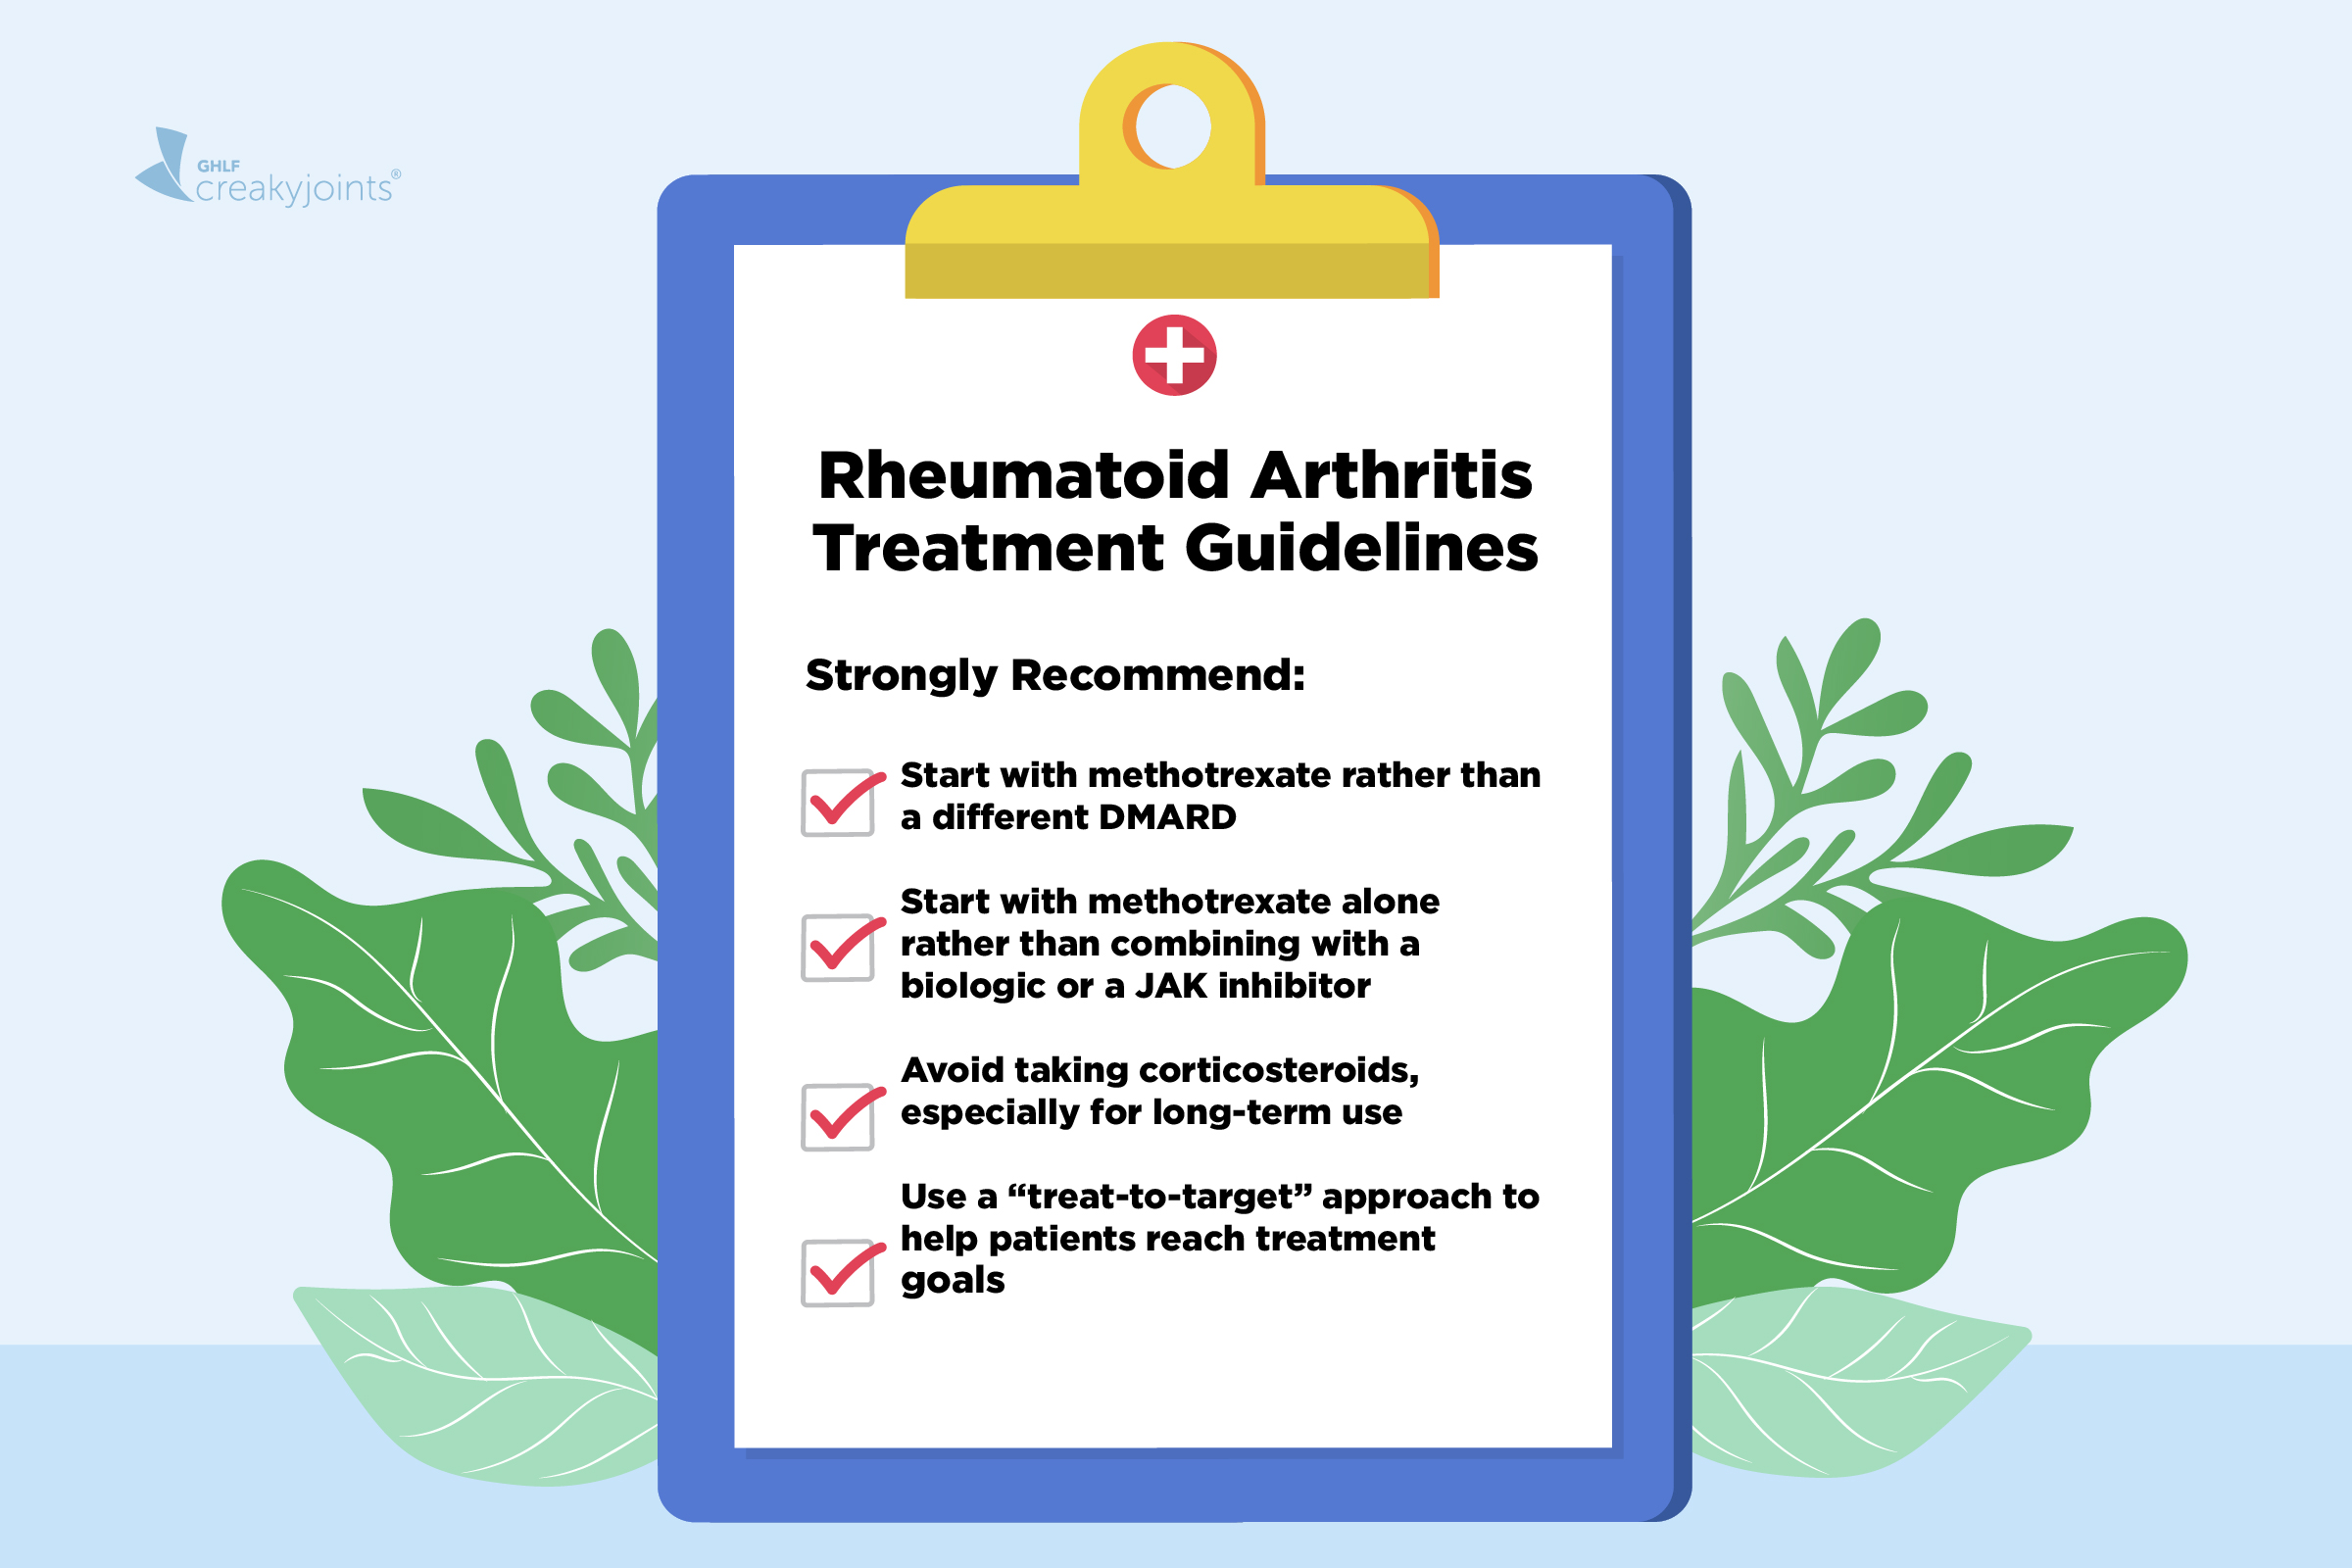 GHLF
creakyjoints®
Rheumatoid Arthritis
Treatment Guidelines
Strongly Recommend:
Start with methotrexate rather than
a different DMARD
Start with methotrexate alone
rather than combining with a
biologic or a JAK inhibitor
Avoid taking corticosteroids,
especially for long-term use
Use a “treat-to-target” approach to
help patients reach treatment
goals